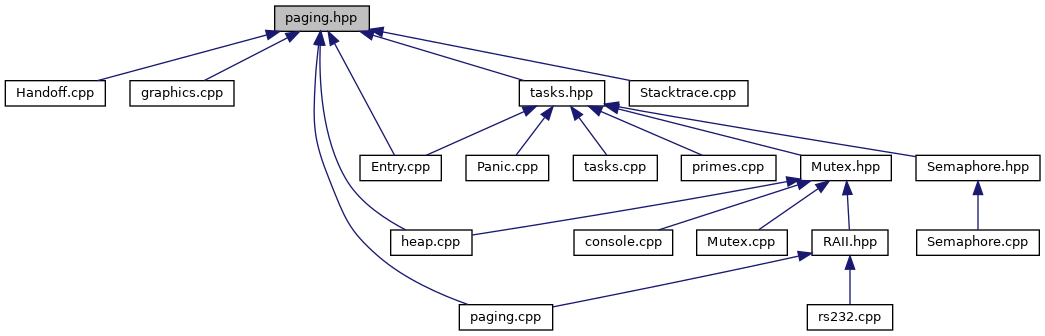 paging.hpp
Handoff.cpp
graphics.cpp
tasks.hpp
Stacktrace.cpp
Entry.cpp
Panic.cpp
tasks.cpp
primes.cpp
Mutex.hpp
Semaphore.hpp
heap.cpp
console.cpp
Mutex.cpp
RAII.hpp
Semaphore.cpp
paging.cpp
rs232.cpp